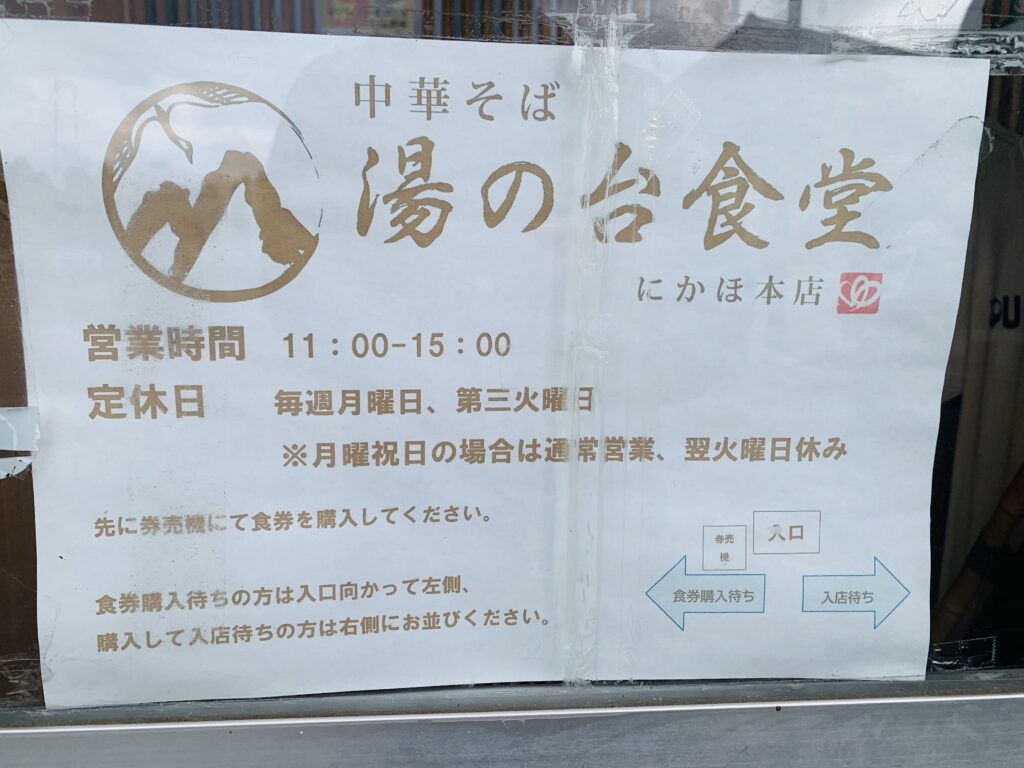 中華そば
湯の台食堂
にかほ本店
営業時間 11:00-15:00
定休日 毎週月曜日、第三火曜日
※月曜祝日の場合は通常営業、翌火曜日休み
先に券売機にて食券を購入してください。
食券購入待ちの方は入口向かって左側、
購入して入店待ちの方は右側にお並びください。
券売
機
入口
食券購入待ち
入店待ち